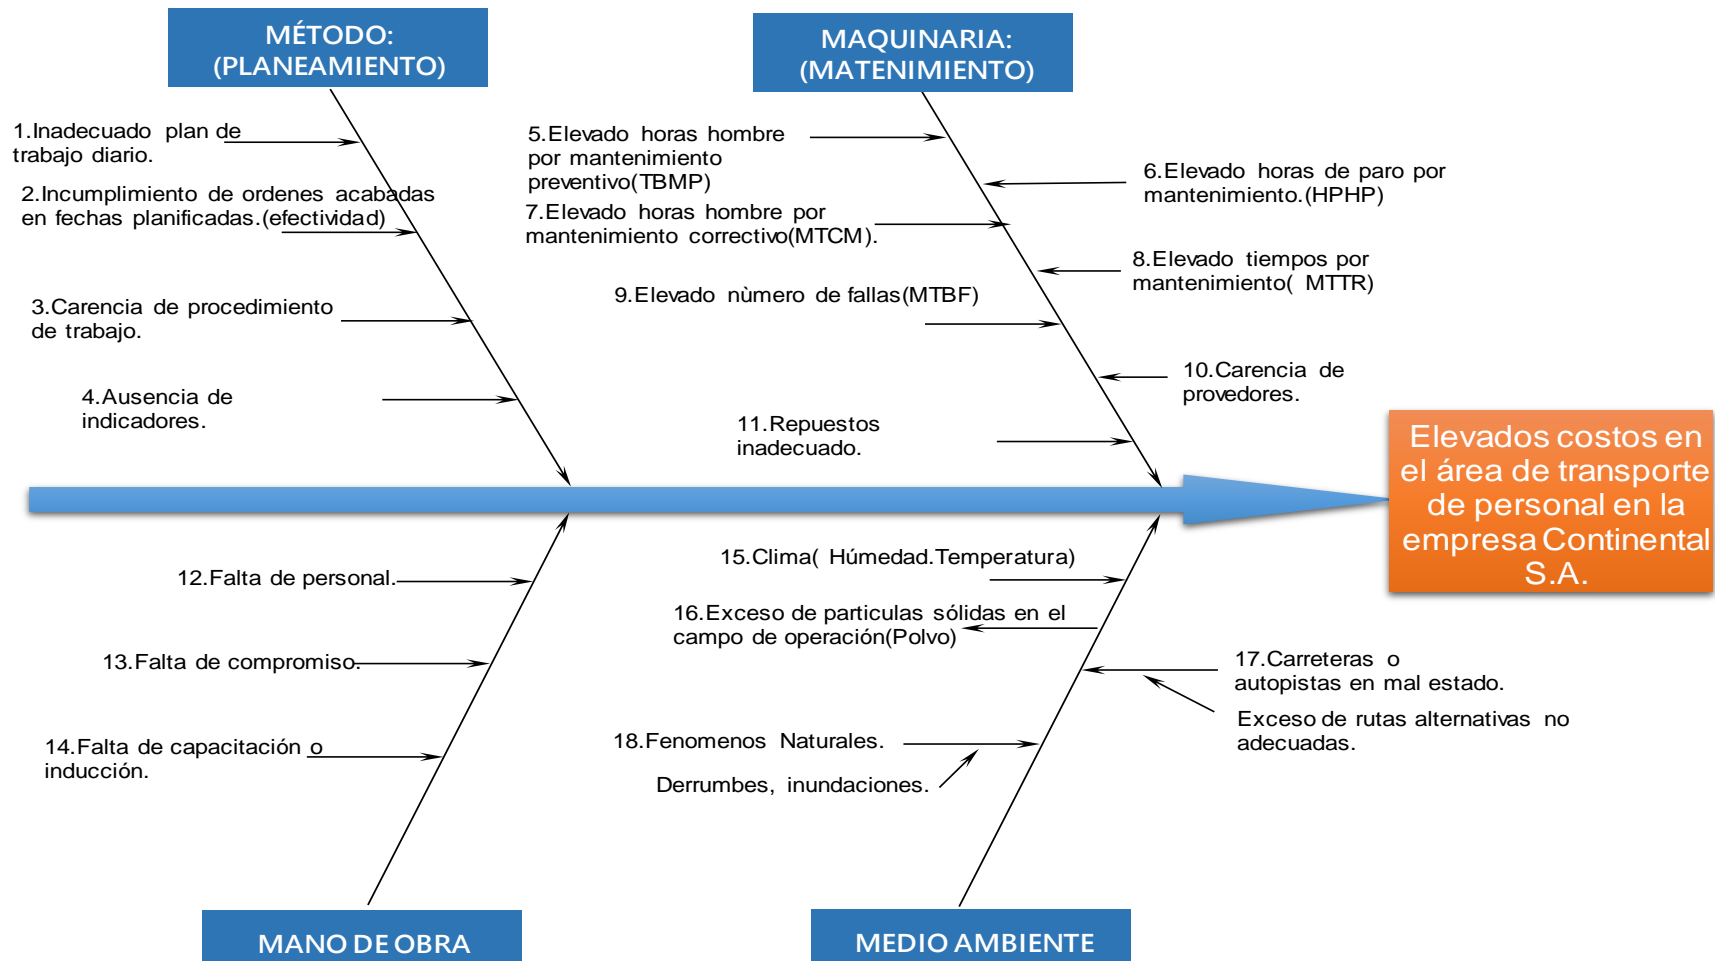 MÉTODO:
(PLANEAMIENTO)
MAQUINARIA:
(MATENIMIENTO)
1.Inadecuado plan de
trabajo diario.
2.Incumplimiento de ordenes acabadas
en fechas planificadas.(efectividad)
3.Carencia de procedimiento
de trabajo.
4.Ausencia de
indicadores.
5.Elevado horas hombre
por mantenimiento
preventivo(TBMP)
6.Elevado horas de paro por
mantenimiento.(HPHP)
7.Elevado horas hombre por
mantenimiento correctivo(MTCM).
8.Elevado tiempos por
mantenimiento( MTTR)
9.Elevado nùmero de fallas(MTBF)
10.Carencia de
provedores.
11.Repuestos
inadecuado.
Elevados costos en
el área de transporte
de personal en la
empresa Continental
S.A.
12.Falta de personal.
13.Falta de compromiso.
14.Falta de capacitación o
inducción.
15.Clima( Húmedad.Temperatura)
16.Exceso de particulas sólidas en el
campo de operación(Polvo)
17.Carreteras o
autopistas en mal estado.
Exceso de rutas alternativas no
adecuadas.
18.Fenomenos Naturales.
Derrumbes, inundaciones.
MANO DE OBRA
MEDIO AMBIENTE